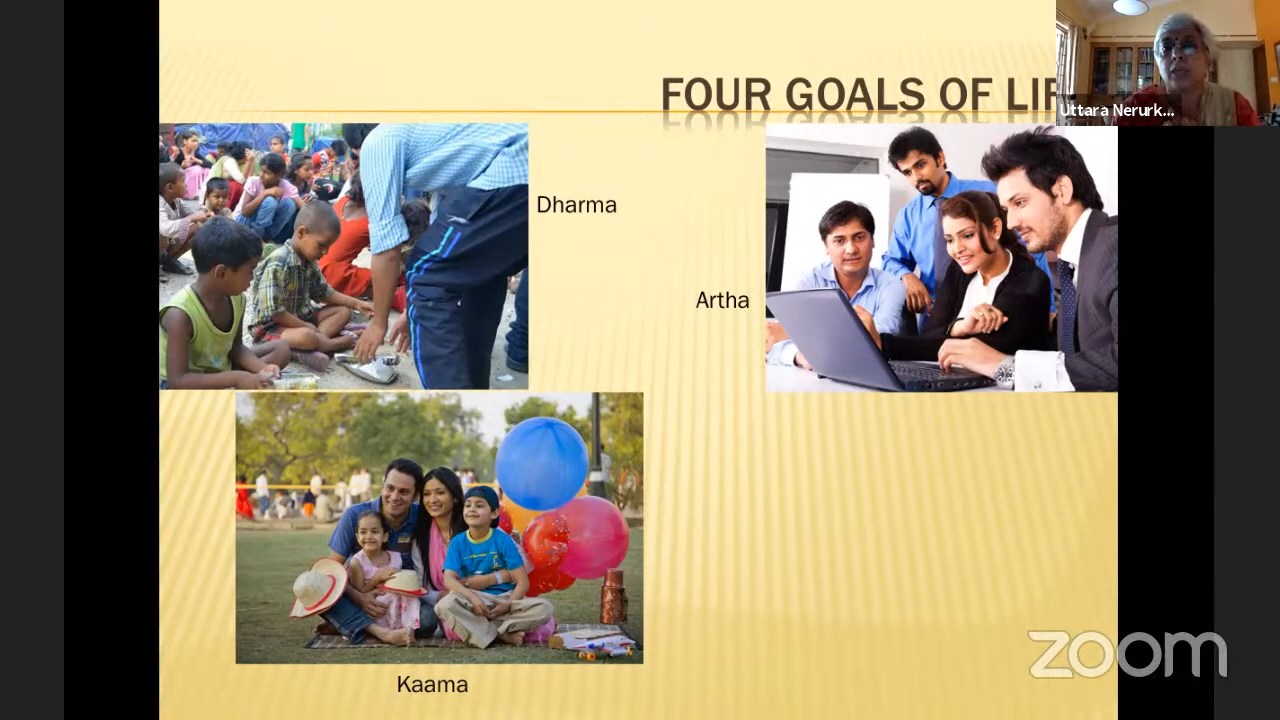 FOUR GOALS OF LIF
Uttara Nerurk...
Dharma
Artha
Kaama
zoom